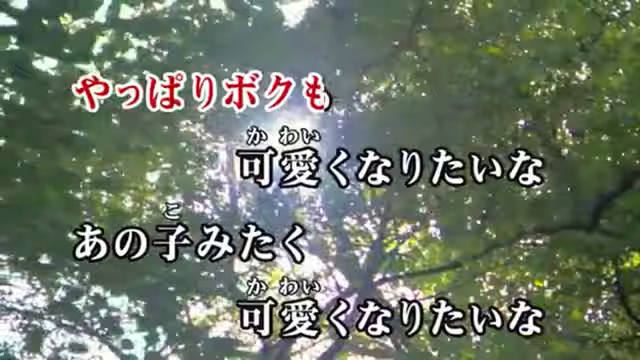 やっぱりボクも
かわい
可愛くなりたいな
こ
あの子みたく
かわい
可愛くなりたいな